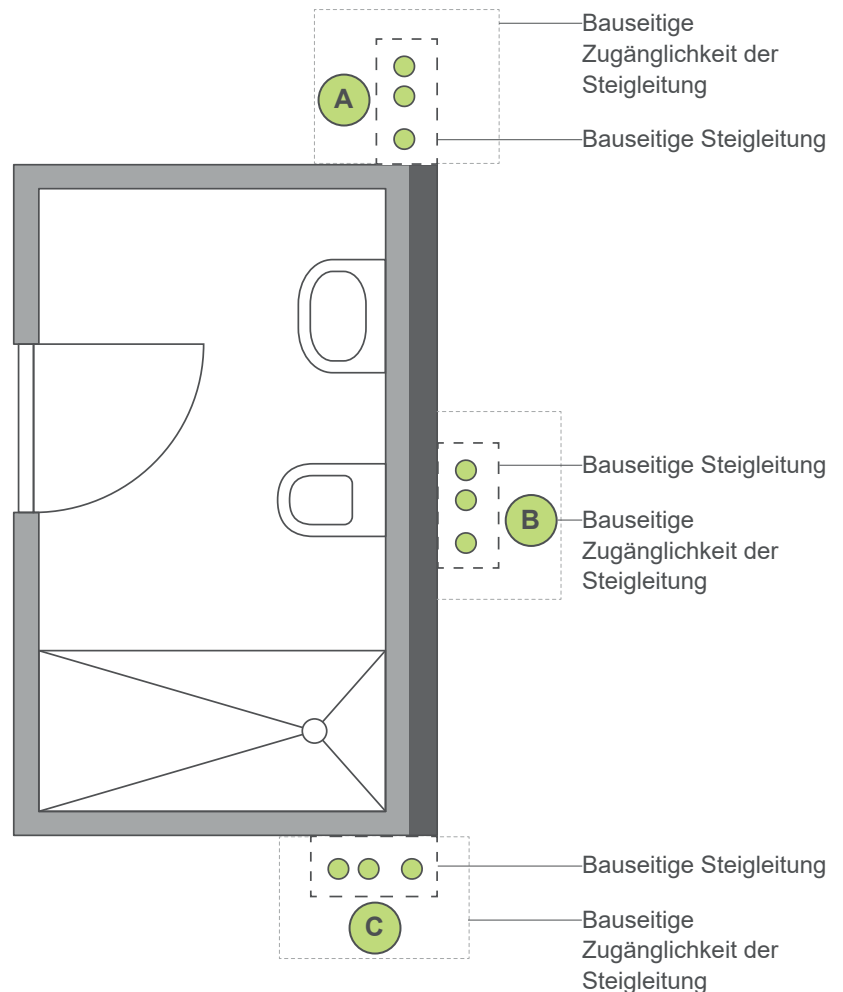 Bauseitige
Zugänglichkeit der
Steigleitung
A
Bauseitige Steigleitung
Bauseitige Steigleitung
B
Bauseitige
Zugänglichkeit der
Steigleitung
Bauseitige Steigleitung
C
Bauseitige
Zugänglichkeit der
Steigleitung